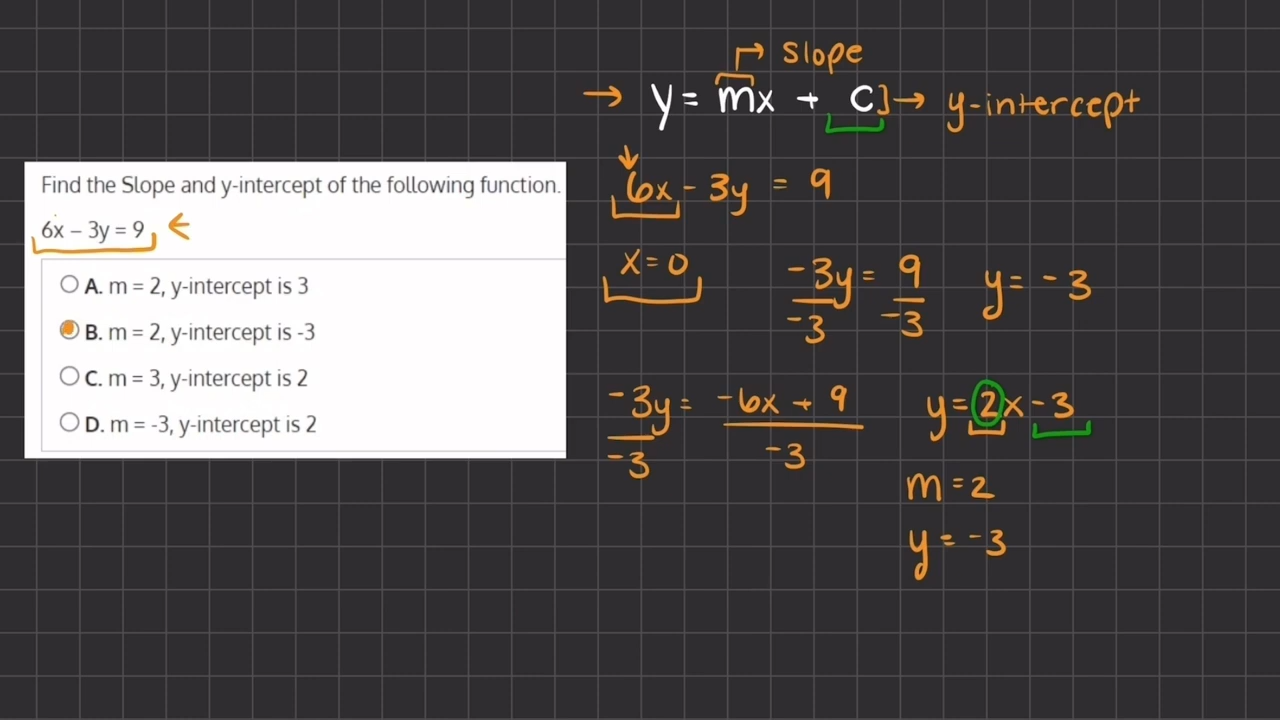 Find the Slope and y-intercept of the following function.
6x – 3y = 9
A. m = 2, y-intercept is 3
B. m = 2, y-intercept is -3
C. m = 3, y-intercept is 2
D. m = -3, y-intercept is 2
→ Slope
→ y = mx + C] → y-intercept
6x - 3y = 9
x = 0
-3y = 9
-3 -3
y = -3
-3y = -6x + 9
-3 -3
y = 2x - 3
m = 2
y = -3